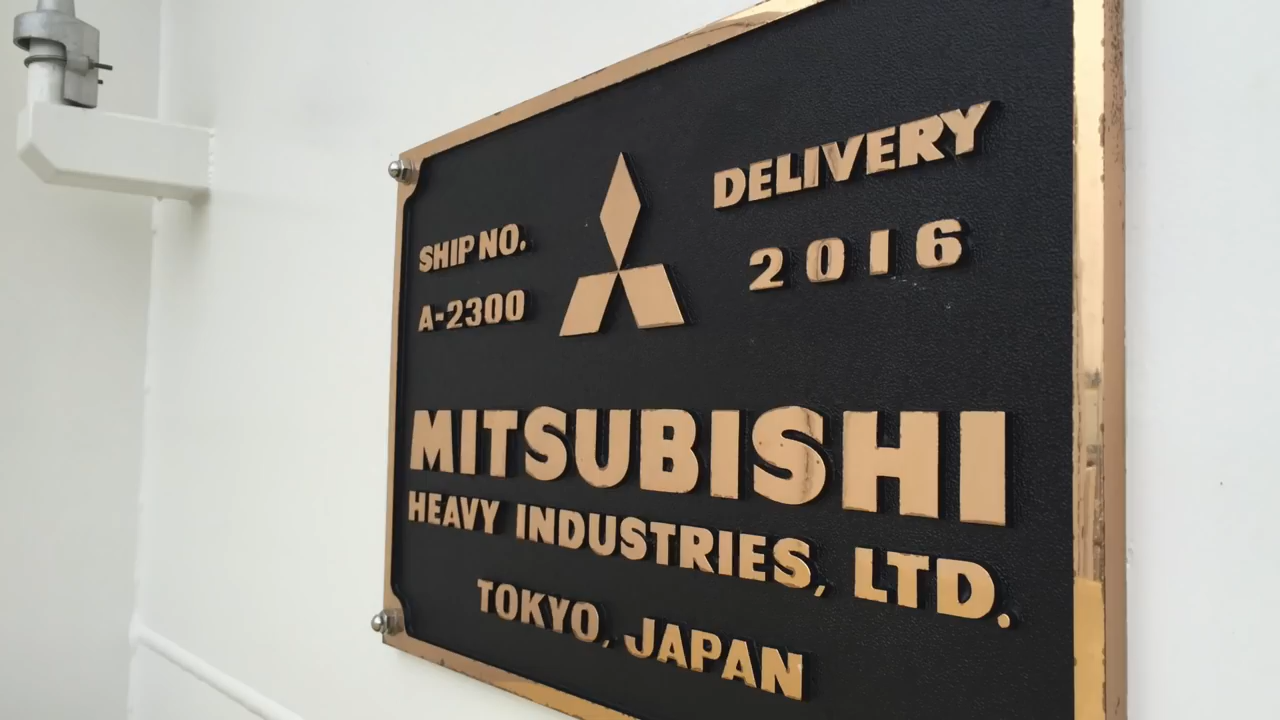 SHIP NO.
A-2300
DELIVERY
2016
MITSUBISHI
HEAVY INDUSTRIES, LTD.
TOKYO, JAPAN